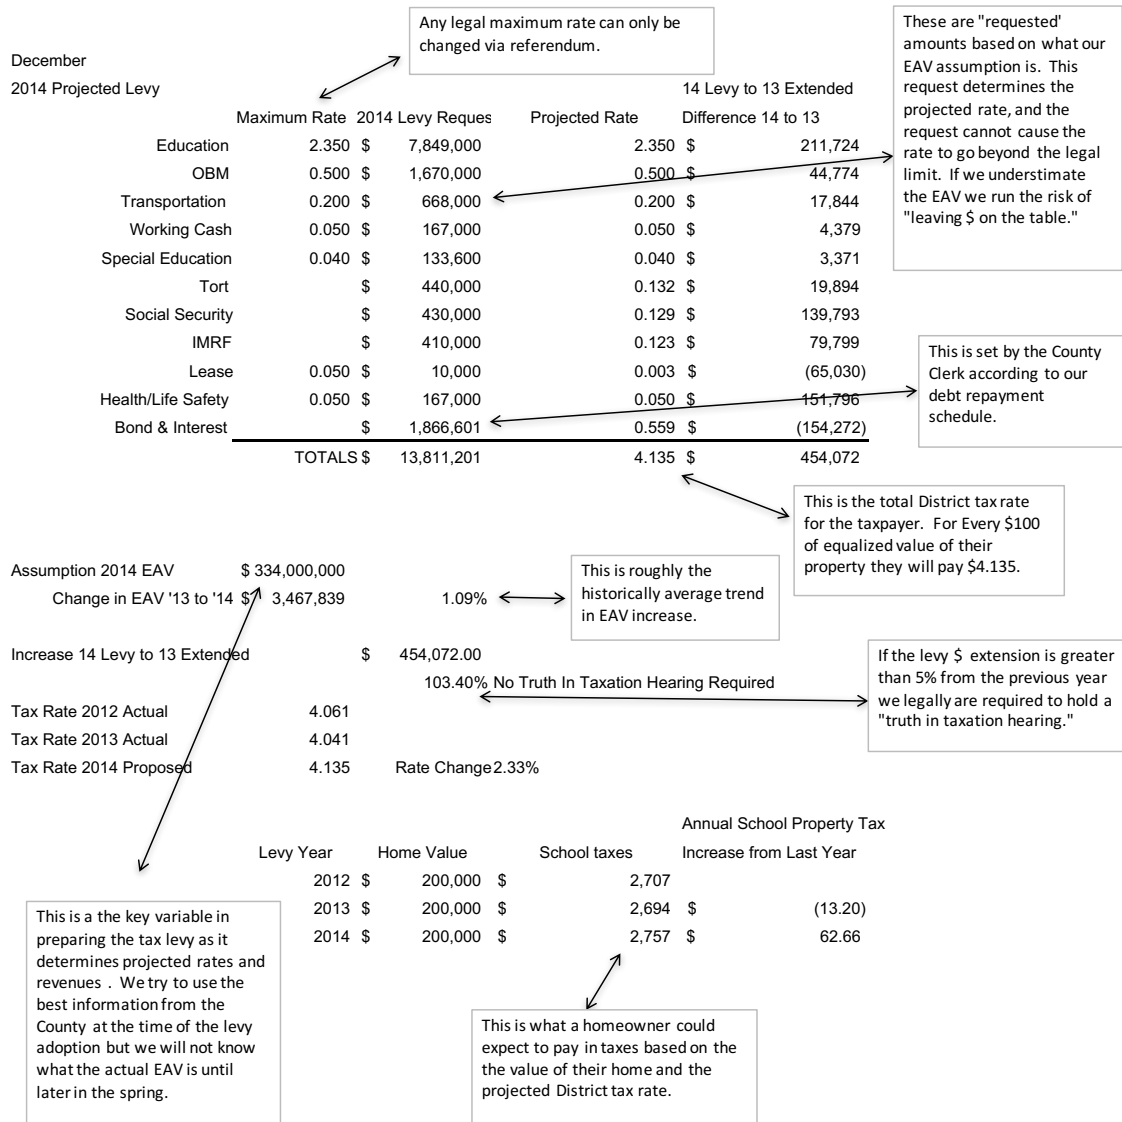 Any legal maximum rate can only be
changed via referendum.
These are "requested'
amounts based on what our
EAV assumption is. This
request determines the
projected rate, and the
request cannot cause the
rate to go beyond the legal
limit. If we understimate
the EAV we run the risk of
"leaving $ on the table."
December
2014 Projected Levy 14 Levy to 13 Extended
Maximum Rate 2014 Levy Reques Projected Rate Difference 14 to 13
Education 2.350 $ 7,849,000 2.350 $ 211,724
OBM 0.500 $ 1,670,000 0.500 $ 44,774
Transportation 0.200 $ 668,000 0.200 $ 17,844
Working Cash 0.050 $ 167,000 0.050 $ 4,379
Special Education 0.040 $ 133,600 0.040 $ 3,371
Tort $ 440,000 0.132 $ 19,894
Social Security $ 430,000 0.129 $ 139,793
IMRF $ 410,000 0.123 $ 79,799
Lease 0.050 $ 10,000 0.003 $ (65,030)
Health/Life Safety 0.050 $ 167,000 0.050 $ 151,796
Bond & Interest $ 1,866,601 0.559 $ (154,272)
TOTALS $ 13,811,201 4.135 $ 454,072
This is set by the County
Clerk according to our
debt repayment
schedule.
This is the total District tax rate
for the taxpayer. For Every $100
of equalized value of their
property they will pay $4.135.
Assumption 2014 EAV $ 334,000,000
Change in EAV '13 to '14 $ 3,467,839 1.09%
This is roughly the
historically average trend
in EAV increase.
Increase 14 Levy to 13 Extended $ 454,072.00
103.40% No Truth In Taxation Hearing Required
If the levy $ extension is greater
than 5% from the previous year
we legally are required to hold a
"truth in taxation hearing."
Tax Rate 2012 Actual 4.061
Tax Rate 2013 Actual 4.041
Tax Rate 2014 Proposed 4.135 Rate Change 2.33%
Annual School Property Tax
Levy Year Home Value School taxes Increase from Last Year
2012 $ 200,000 $ 2,707
2013 $ 200,000 $ 2,694 $ (13.20)
2014 $ 200,000 $ 2,757 $ 62.66
This is a the key variable in
preparing the tax levy as it
determines projected rates and
revenues . We try to use the
best information from the
County at the time of the levy
adoption but we will not know
what the actual EAV is until
later in the spring.
This is what a homeowner could
expect to pay in taxes based on the
the value of their home and the
projected District tax rate.